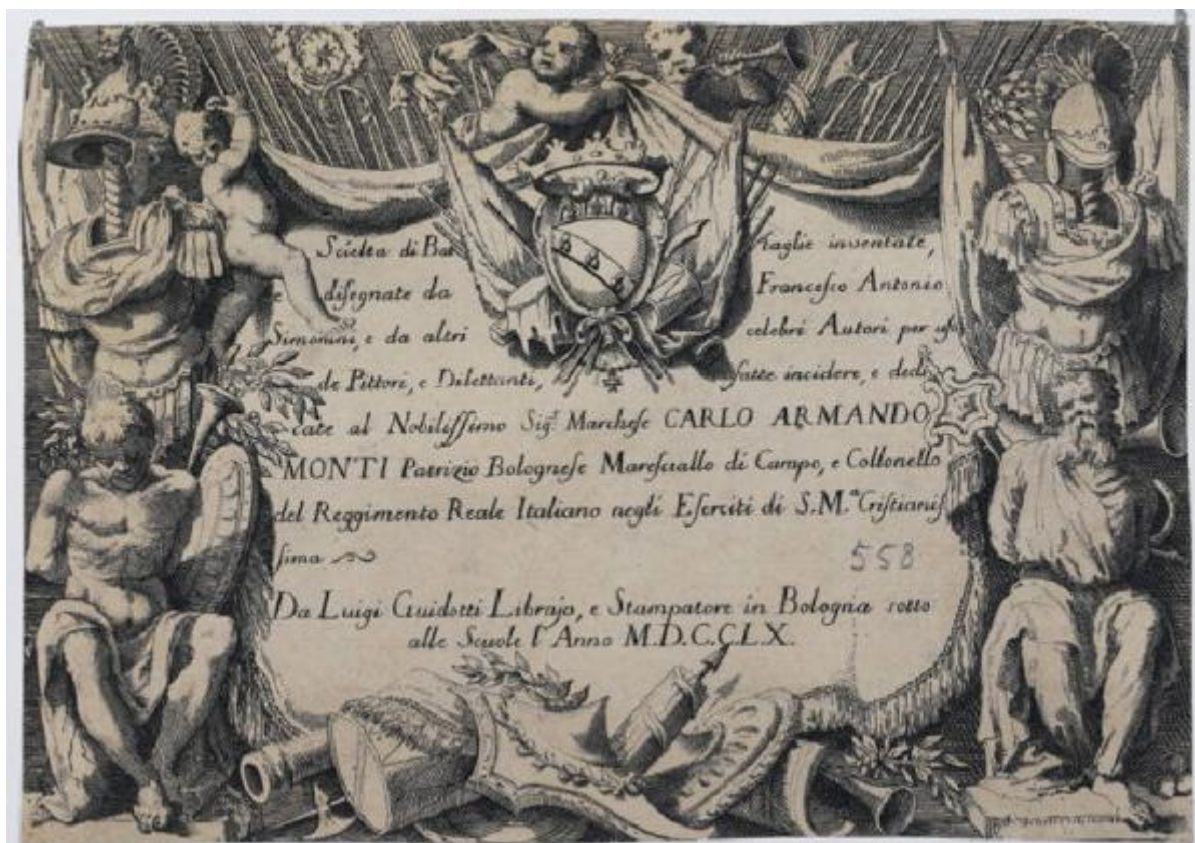 Scielta di Bat taglie inventate,
e disegnate da Francesco Antonio
Simonini, e da altri celebri Autori per uso
de Pittori, e Dilettanti, fatte incidere, e dedi
cate al Nobilissimo Sig.r Marchese CARLO ARMANDO
MONTI Patrizio Bolognese Maresciallo di Campo, e Collonello
del Reggimento Reale Italiano negli Eserciti di S.M.tà Cristianis
sima
558
Da Luigi Guidotti Librajo, e Stampatore in Bologna sotto
alle Scuole l'Anno M.D.C.C.L.X.